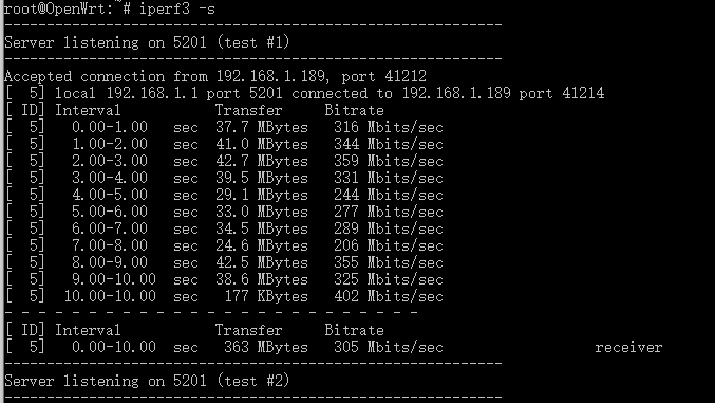 root@OpenWrt:~# iperf3 -s
-----------------------------------------------------------
Server listening on 5201 (test #1)
-----------------------------------------------------------
Accepted connection from 192.168.1.189, port 41212
[  5] local 192.168.1.1 port 5201 connected to 192.168.1.189 port 41214
[ ID] Interval           Transfer     Bitrate
[  5]   0.00-1.00   sec  37.7 MBytes   316 Mbits/sec
[  5]   1.00-2.00   sec  41.0 MBytes   344 Mbits/sec
[  5]   2.00-3.00   sec  42.7 MBytes   359 Mbits/sec
[  5]   3.00-4.00   sec  39.5 MBytes   331 Mbits/sec
[  5]   4.00-5.00   sec  29.1 MBytes   244 Mbits/sec
[  5]   5.00-6.00   sec  33.0 MBytes   277 Mbits/sec
[  5]   6.00-7.00   sec  34.5 MBytes   289 Mbits/sec
[  5]   7.00-8.00   sec  24.6 MBytes   206 Mbits/sec
[  5]   8.00-9.00   sec  42.5 MBytes   355 Mbits/sec
[  5]   9.00-10.00  sec  38.6 MBytes   325 Mbits/sec
[  5]  10.00-10.00  sec   177 KBytes   402 Mbits/sec
- - - - - - - - - - - - - - - - - - - - - - - - -
[ ID] Interval           Transfer     Bitrate
[  5]   0.00-10.00  sec   363 MBytes   305 Mbits/sec                  receiver
-----------------------------------------------------------
Server listening on 5201 (test #2)
-----------------------------------------------------------